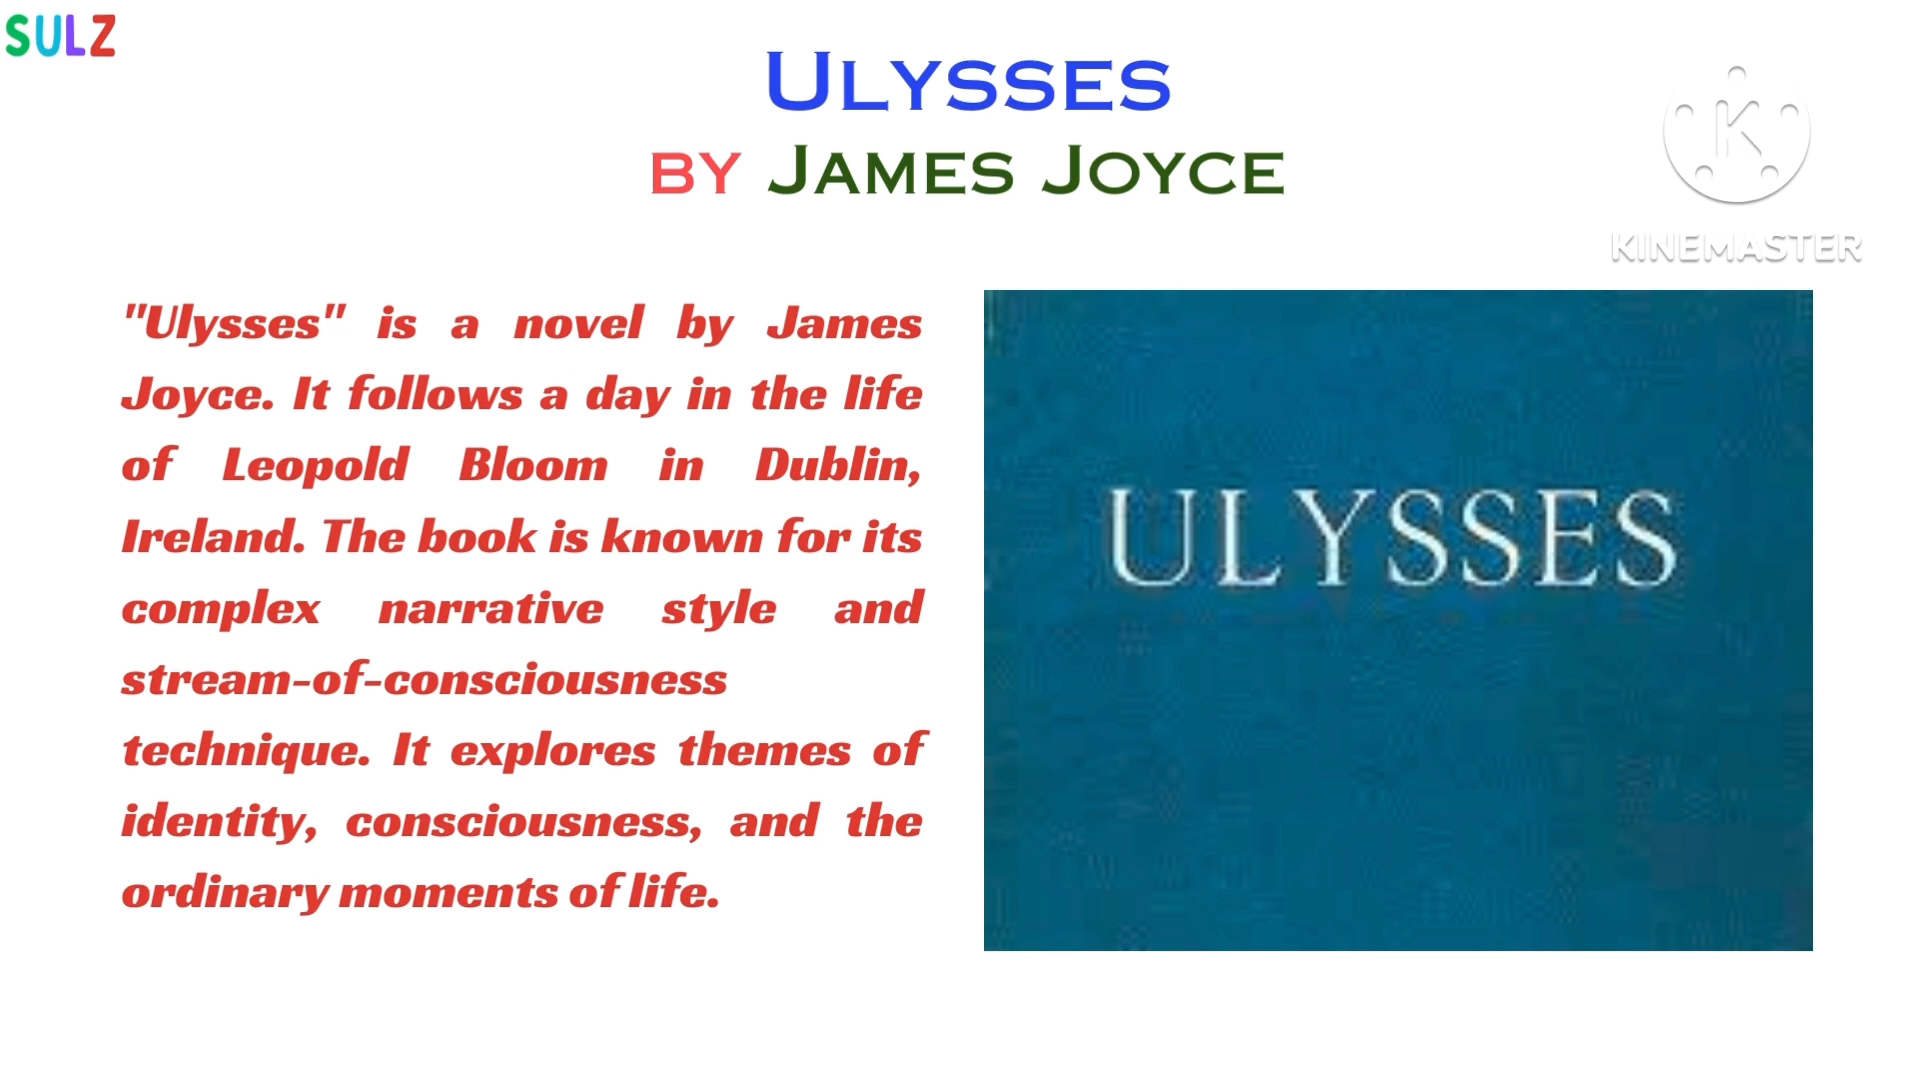 SULZ
ULYSSES
BY JAMES JOYCE
K
KINEMASTER
"Ulysses" is a novel by James
Joyce. It follows a day in the life
of Leopold Bloom in Dublin,
Ireland. The book is known for its
complex narrative style and
stream-of-consciousness
technique. It explores themes of
identity, consciousness, and the
ordinary moments of life.
ULYSSES